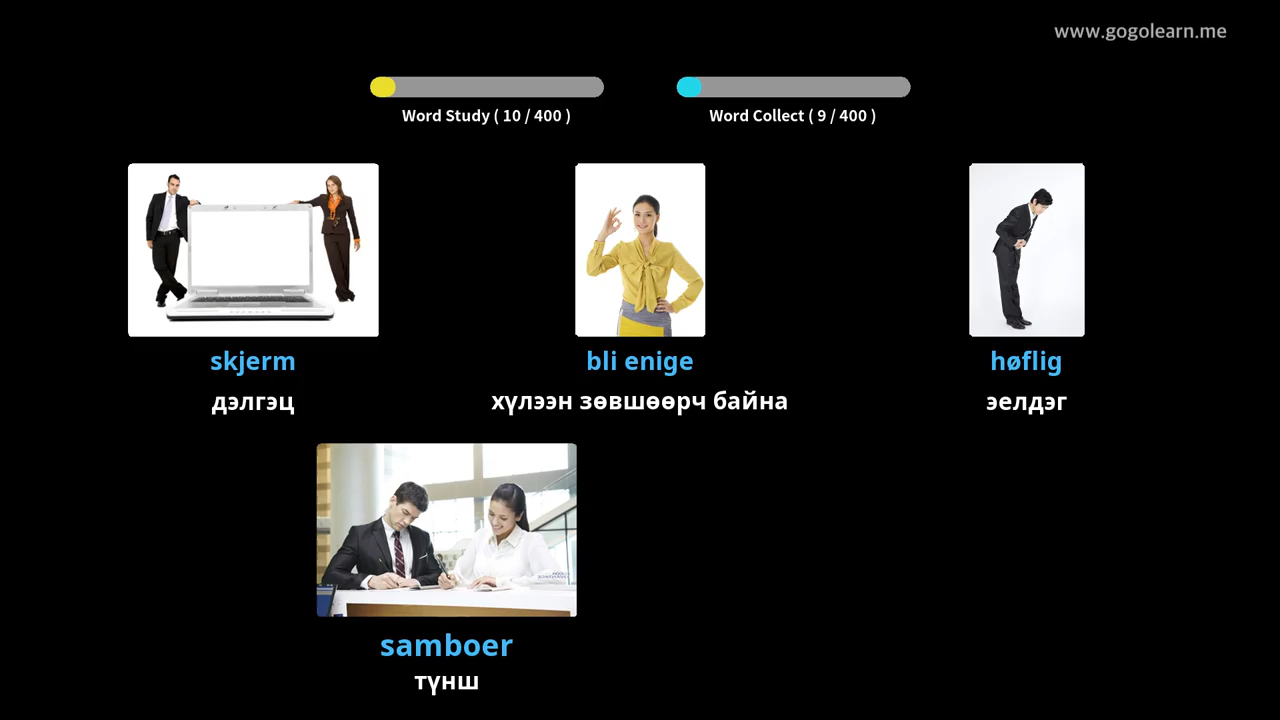 www.gogolearn.me
Word Study ( 10 / 400 )
Word Collect ( 9 / 400 )
skjerm
bli enige
høflig
дэлгэц
хүлээн зөвшөөрч байна
эелдэг
samboer
түнш